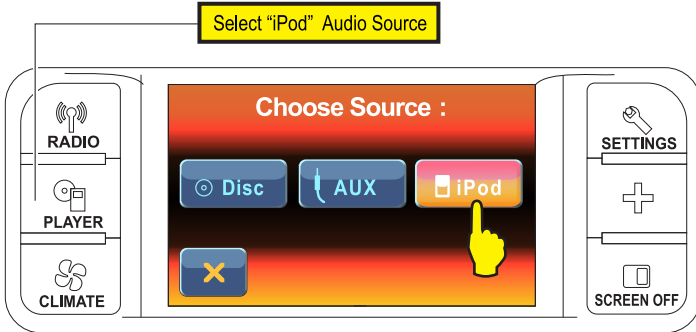 Select “iPod” Audio Source
Choose Source :
RADIO
SETTINGS
Disc
AUX
iPod
PLAYER
CLIMATE
SCREEN OFF